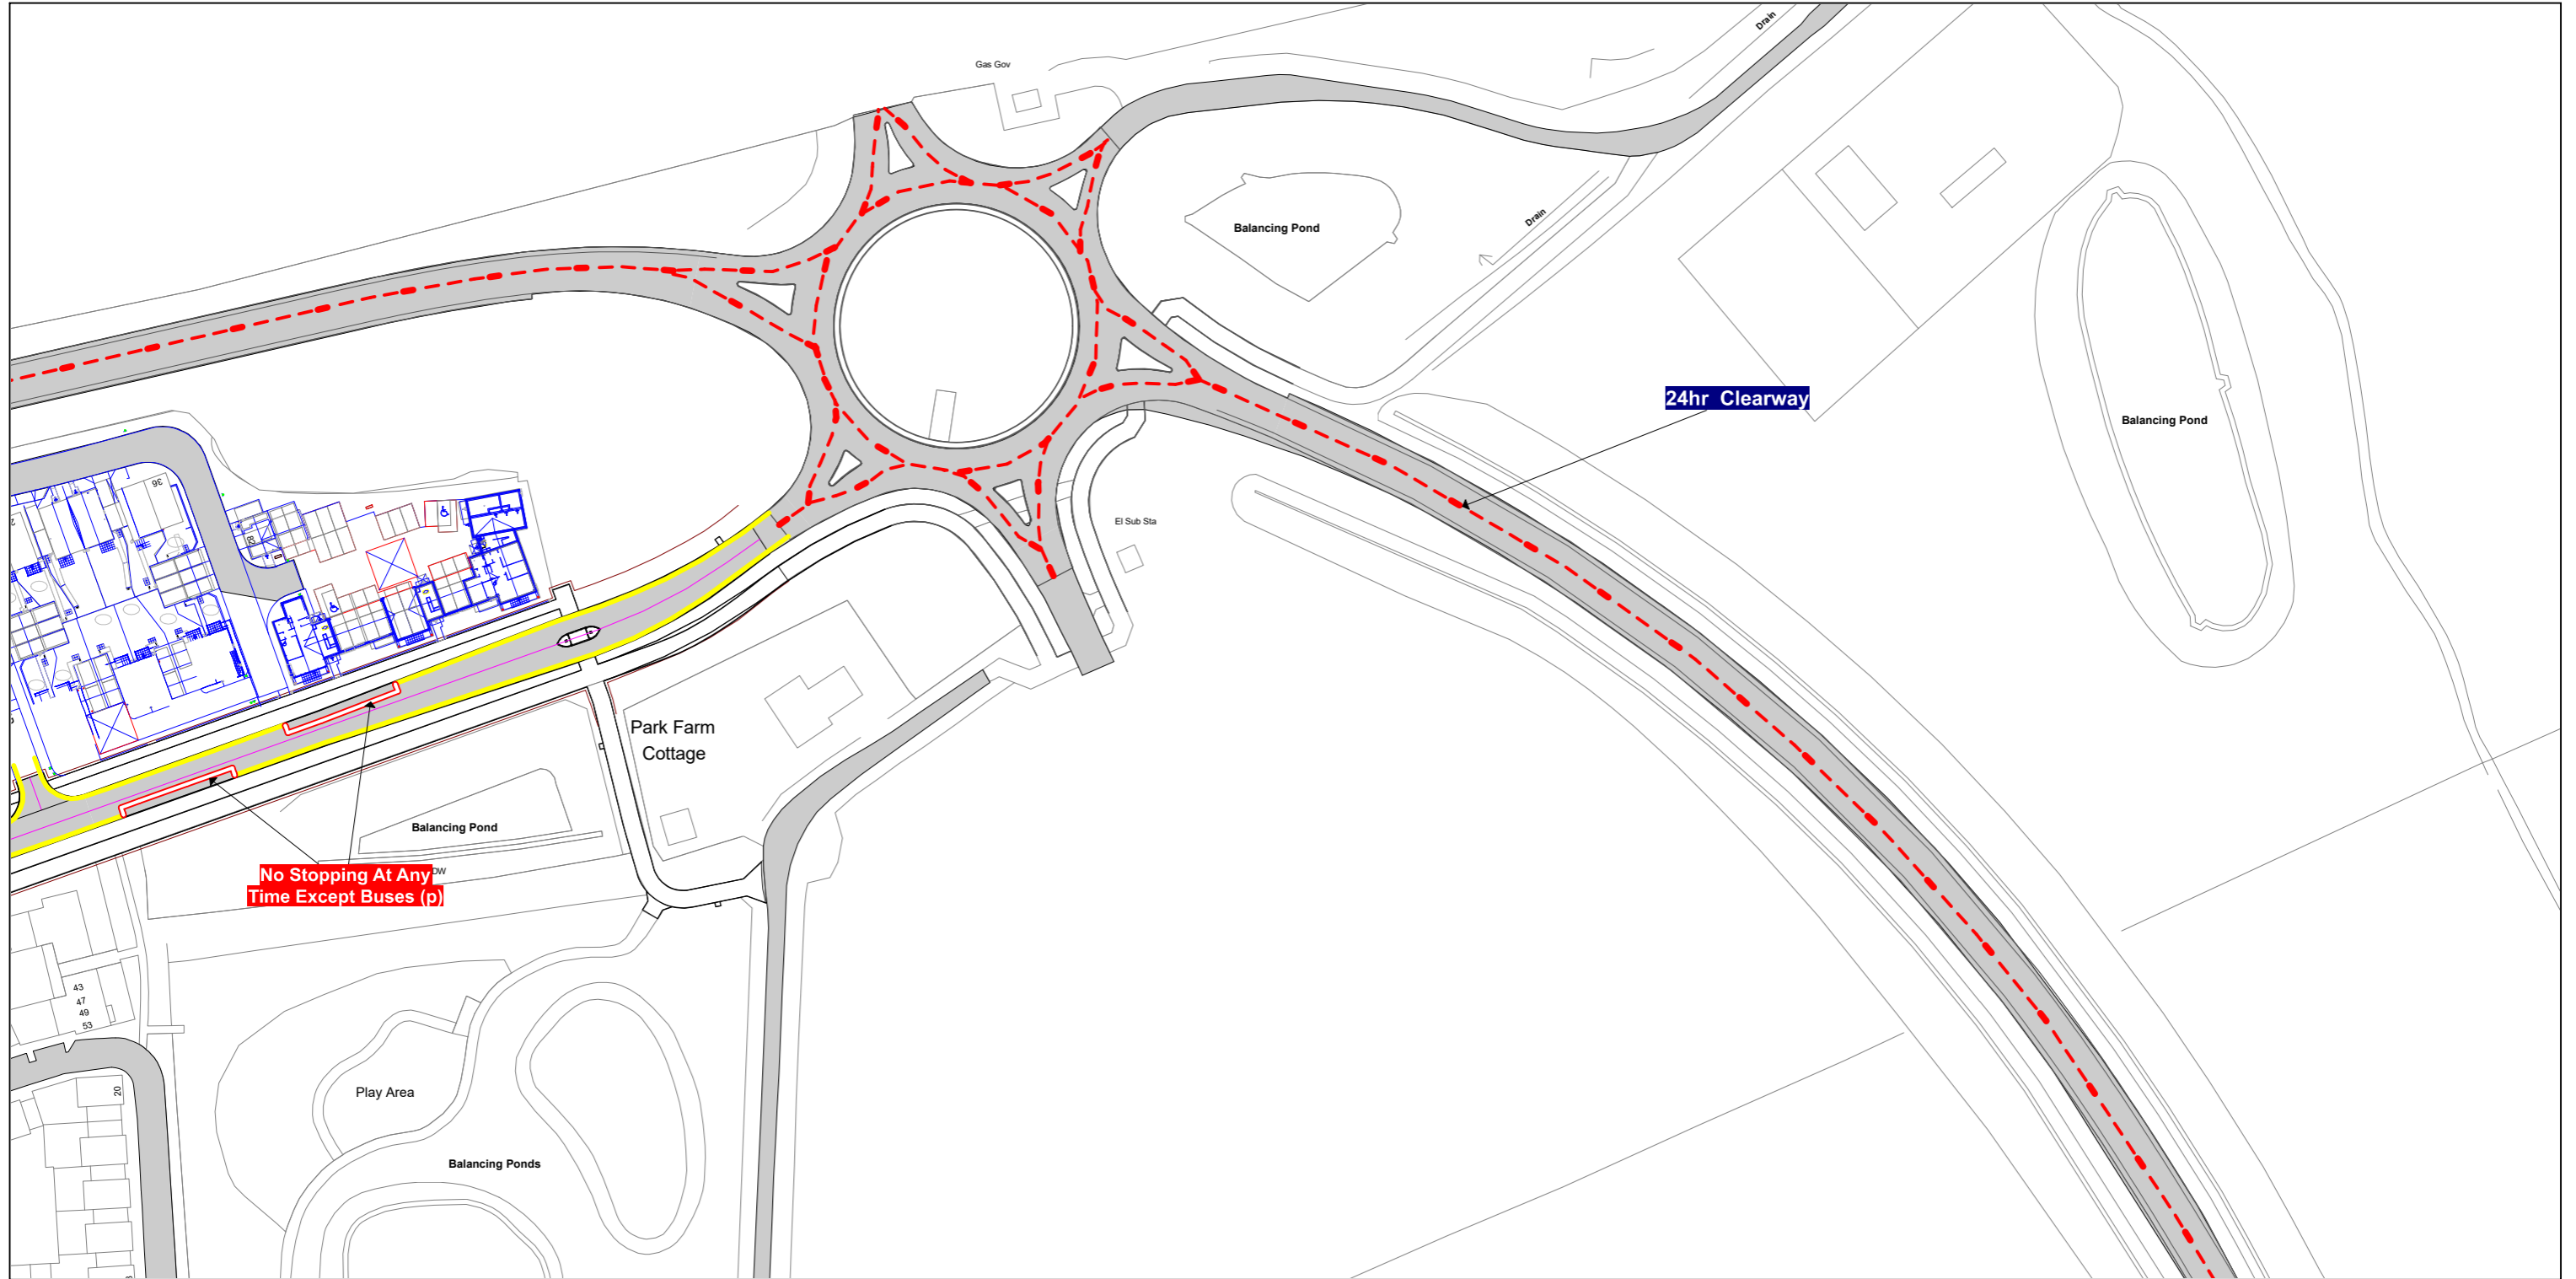 Drain
Gas Gov
Balancing Pond
Drain
24hr Clearway
Balancing Pond
36
82
El Sub Sta
Park Farm
Cottage
Balancing Pond
No Stopping At Any
Time Except Buses (p)
43
47
49
53
20
Play Area
Balancing Ponds